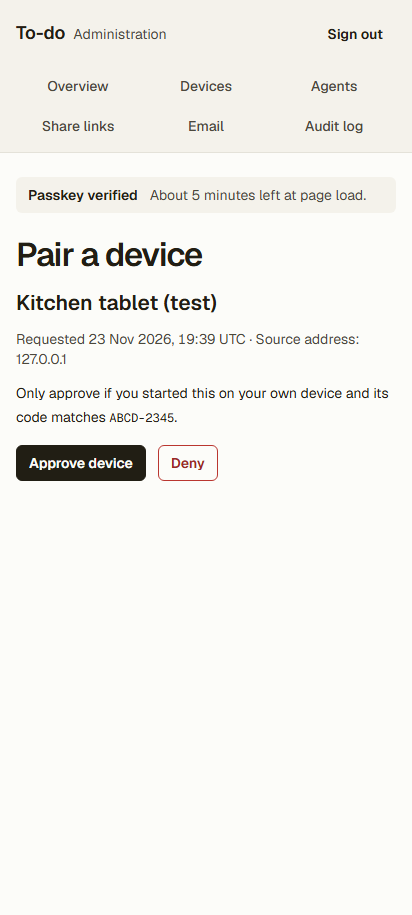 To-do Administration Sign out
Overview Devices Agents
Share links Email Audit log
Passkey verified About 5 minutes left at page load.
Pair a device
Kitchen tablet (test)
Requested 23 Nov 2026, 19:39 UTC · Source address:
127.0.0.1
Only approve if you started this on your own device and its
code matches ABCD-2345.
Approve device Deny